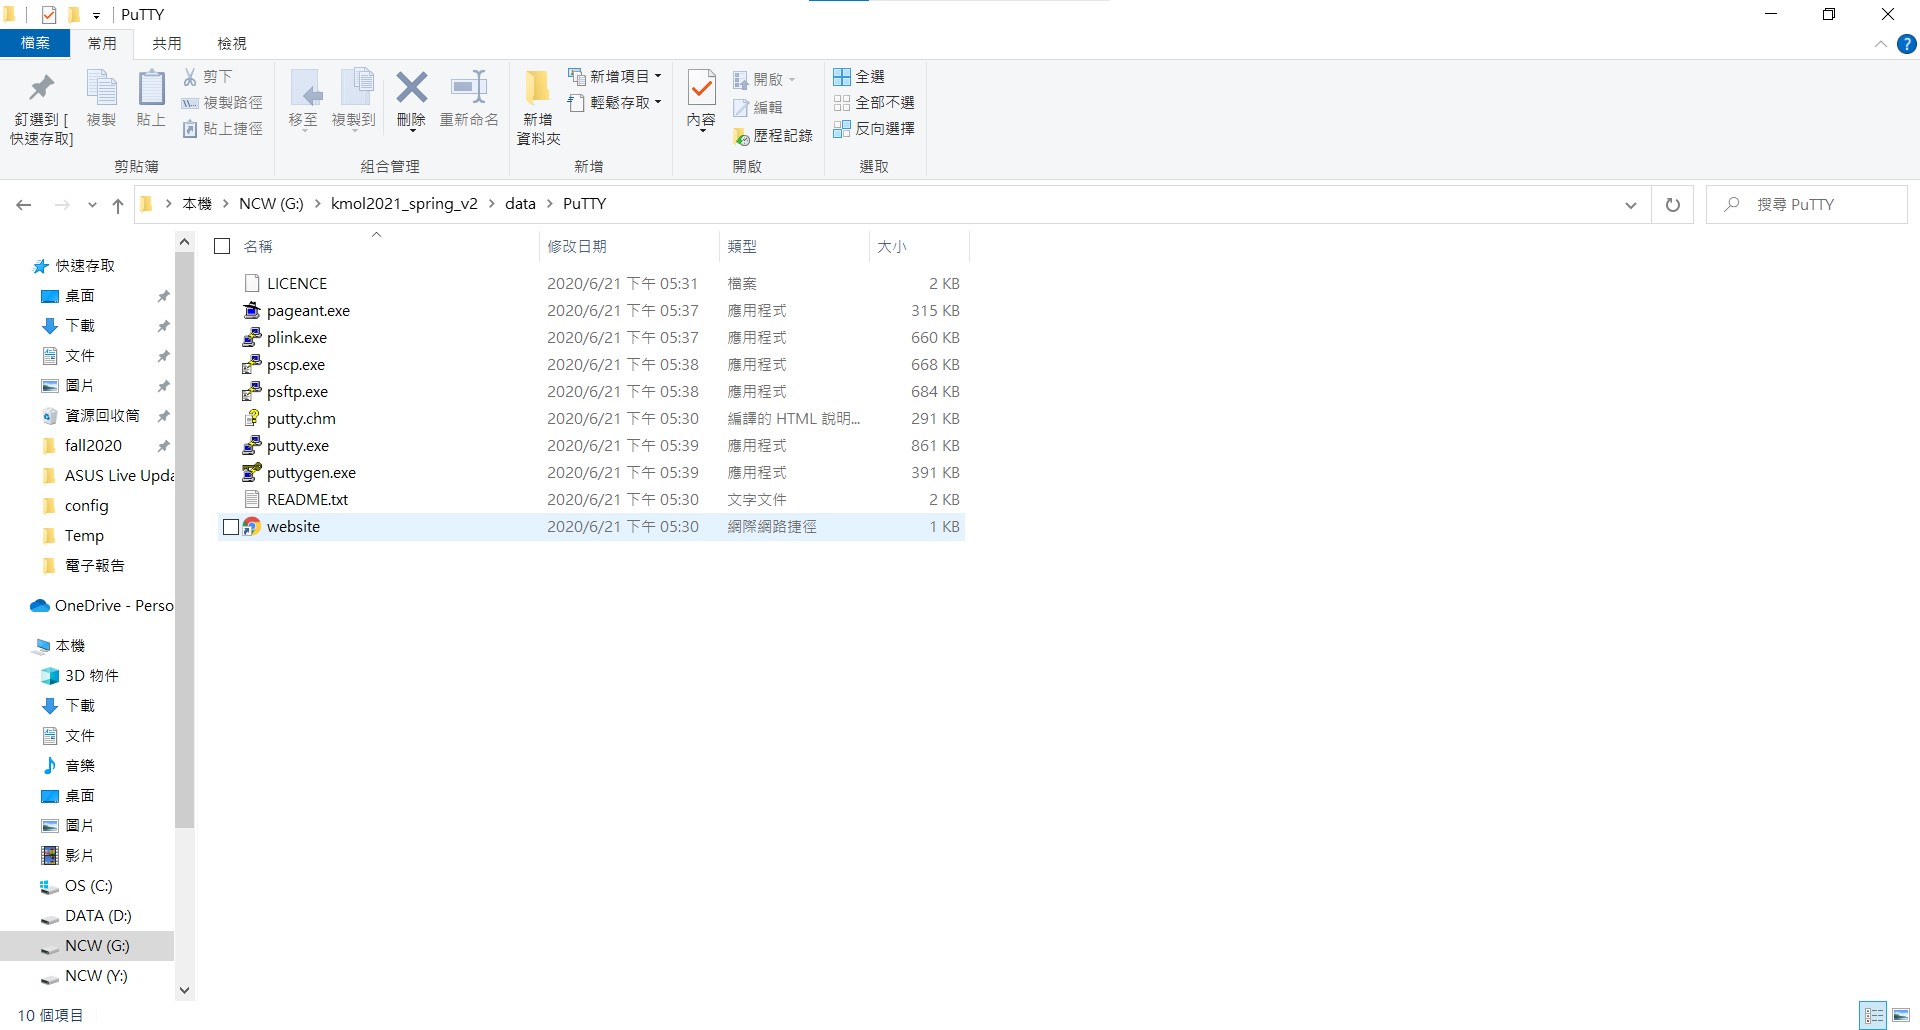 PuTTY
檔案 常用 共用 檢視
釘選到 [
快速存取]
複製
貼上
剪下
複製路徑
貼上捷徑
剪貼簿
移至
複製到
刪除
重新命名
組合管理
新增
資料夾
新增項目
輕鬆存取
新增
內容
開啟
編輯
歷程記錄
開啟
全選
全部不選
反向選擇
選取
本機 NCW (G:) kmol2021_spring_v2 data PuTTY
搜尋 PuTTY
快速存取
桌面
下載
文件
圖片
資源回收筒
fall2020
ASUS Live Upda
config
Temp
電子報告
OneDrive - Perso
本機
3D 物件
下載
文件
音樂
桌面
圖片
影片
OS (C:)
DATA (D:)
NCW (G:)
NCW (Y:)
名稱 修改日期 類型 大小
LICENCE 2020/6/21 下午 05:31 檔案 2 KB
pageant.exe 2020/6/21 下午 05:37 應用程式 315 KB
plink.exe 2020/6/21 下午 05:37 應用程式 660 KB
pscp.exe 2020/6/21 下午 05:38 應用程式 668 KB
psftp.exe 2020/6/21 下午 05:38 應用程式 684 KB
putty.chm 2020/6/21 下午 05:30 編譯的 HTML 說明... 291 KB
putty.exe 2020/6/21 下午 05:39 應用程式 861 KB
puttygen.exe 2020/6/21 下午 05:39 應用程式 391 KB
README.txt 2020/6/21 下午 05:30 文字文件 2 KB
website 2020/6/21 下午 05:30 網際網路捷徑 1 KB
10 個項目